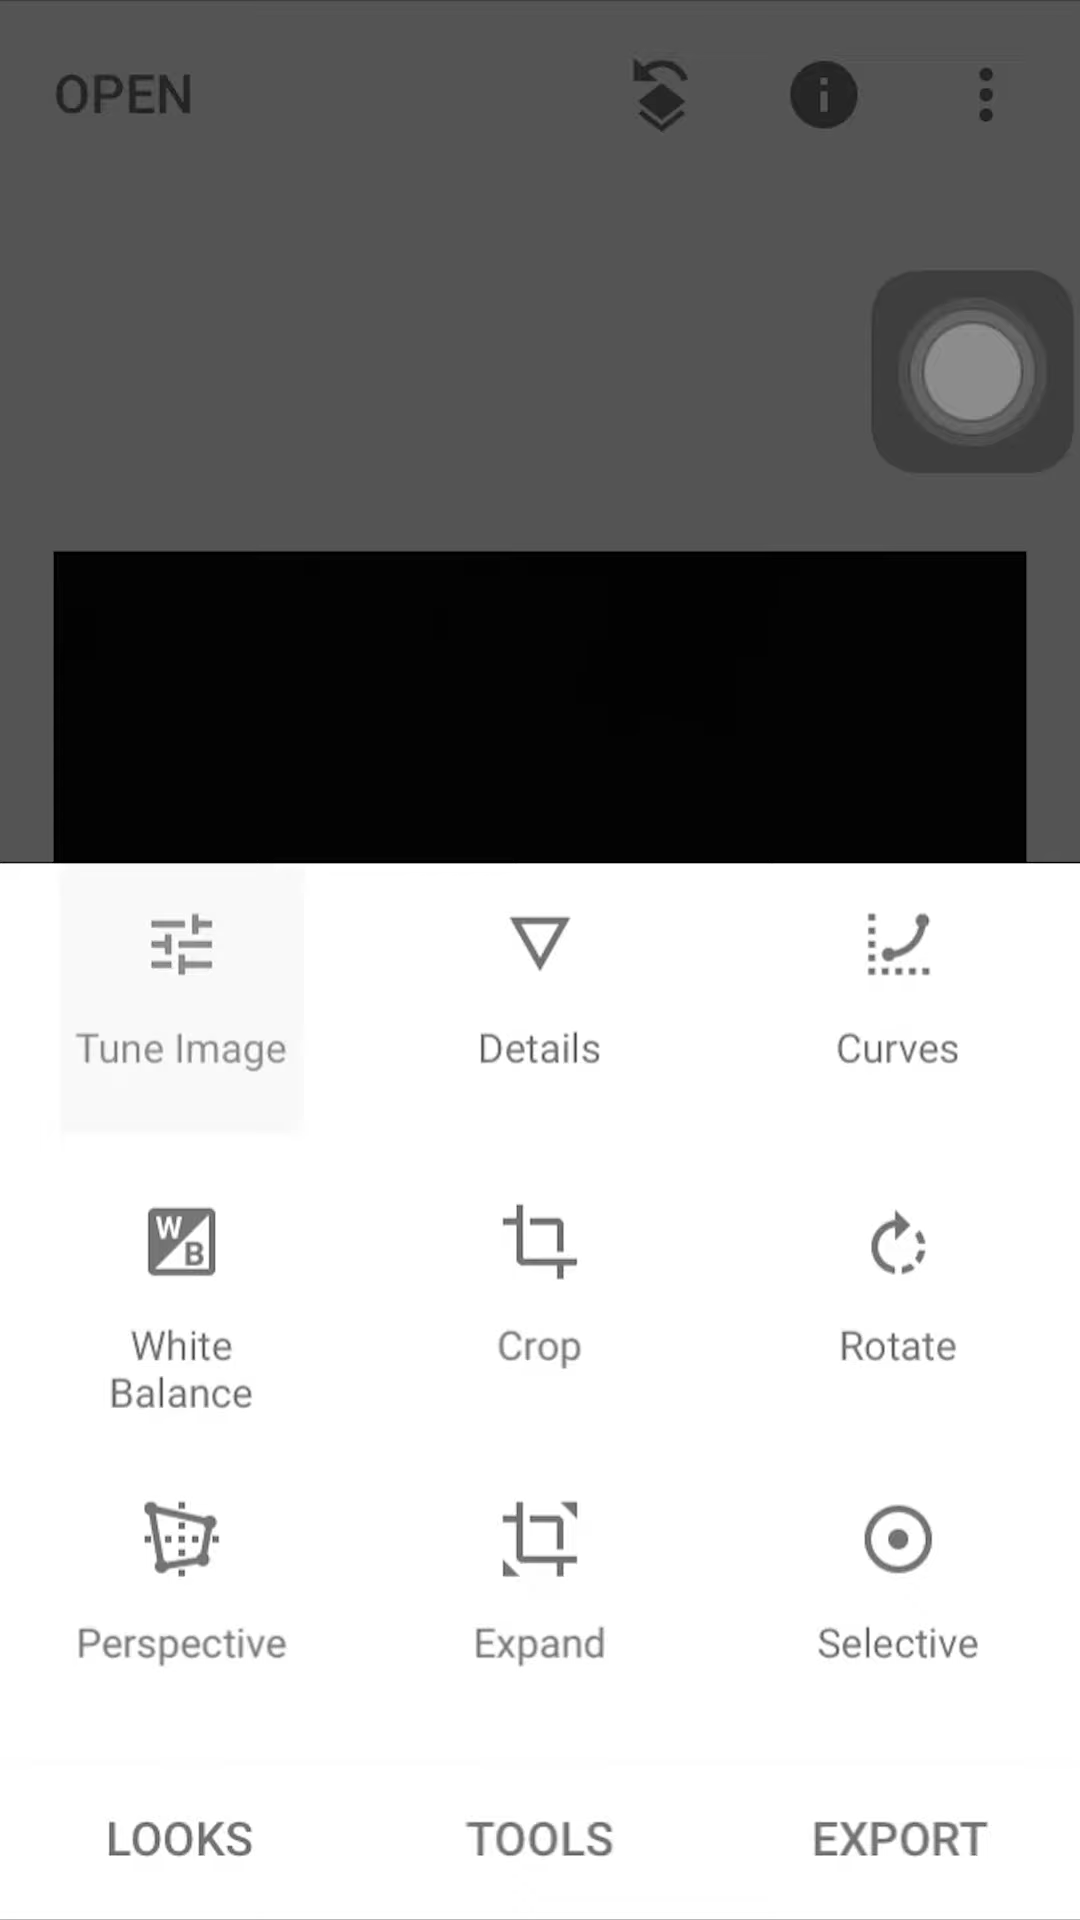 OPEN
Tune Image
Details
Curves
W
B
White
Balance
Crop
Rotate
Perspective
Expand
Selective
LOOKS
TOOLS
EXPORT